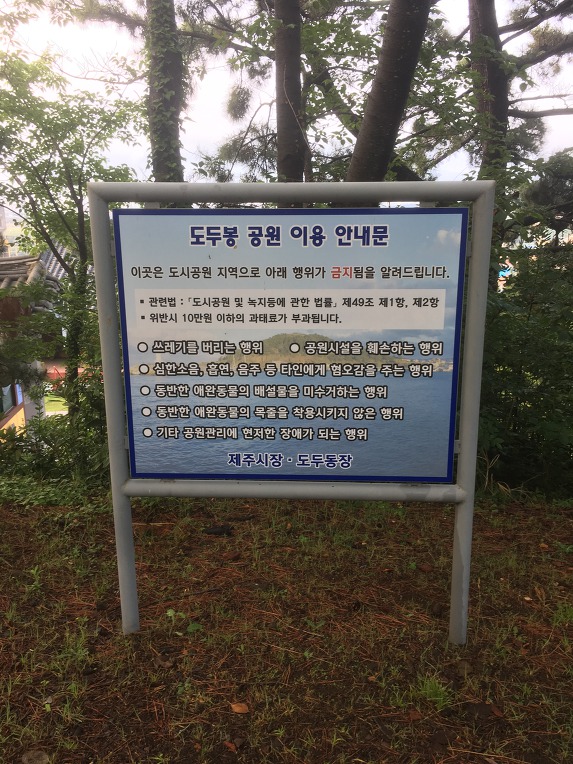 도두봉 공원 이용 안내문
이곳은 도시공원 지역으로 아래 행위가 금지됨을 알려드립니다.
▪ 관련법 : 「도시공원 및 녹지등에 관한 법률」 제49조 제1항, 제2항
▪ 위반시 10만원 이하의 과태료가 부과됩니다.
● 쓰레기를 버리는 행위 ● 공원시설을 훼손하는 행위
● 심한소음, 흡연, 음주 등 타인에게 혐오감을 주는 행위
● 동반한 애완동물의 배설물을 미수거하는 행위
● 동반한 애완동물의 목줄을 착용시키지 않은 행위
● 기타 공원관리에 현저한 장애가 되는 행위
제주시장 · 도두동장